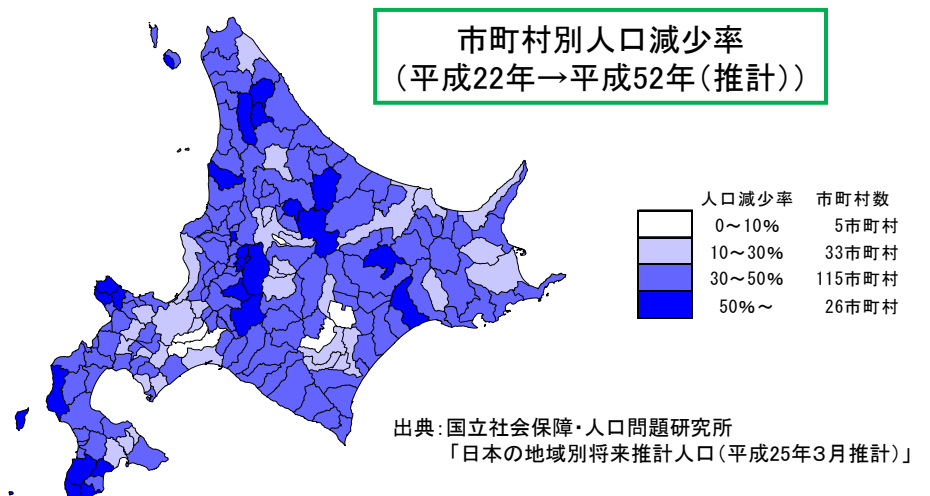 市町村別人口減少率
(平成22年→平成52年(推計))
人口減少率 市町村数
0～10% 5市町村
10～30% 33市町村
30～50% 115市町村
50%～ 26市町村
出典:国立社会保障・人口問題研究所
「日本の地域別将来推計人口(平成25年3月推計)」